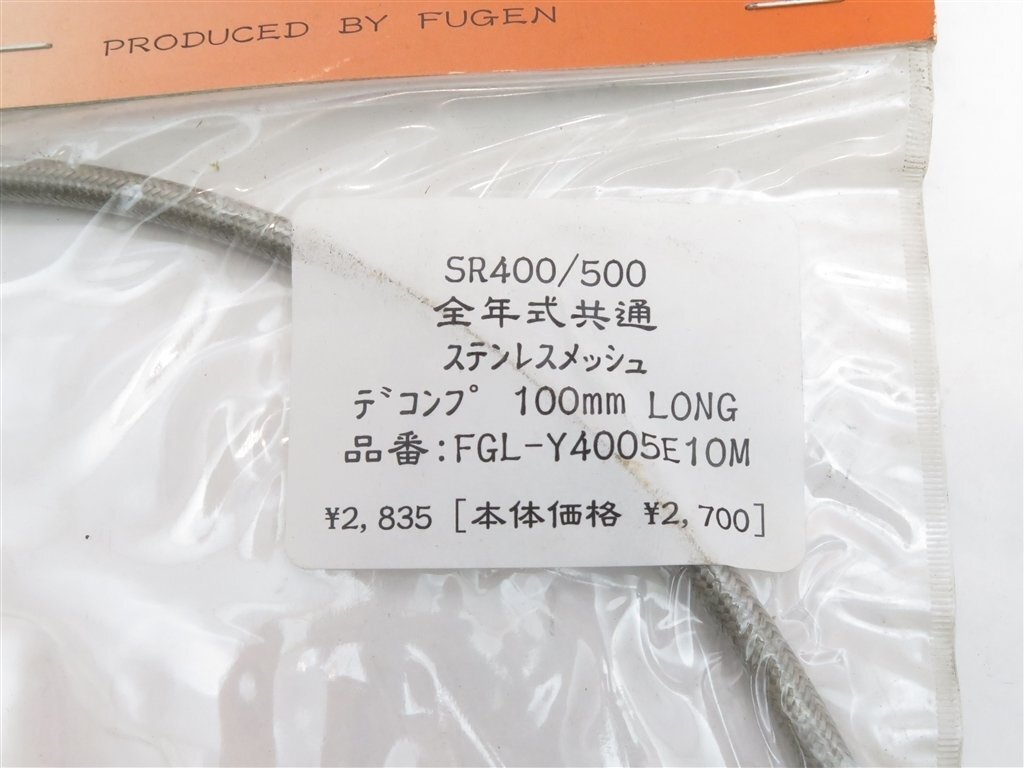 PRODUCED BY FUGEN
SR400/500
全年式共通
ｽﾃﾝﾚｽﾒｯｼｭ
ﾃﾞｺﾝﾌﾟ 100mm LONG
品番:FGL-Y4005E10M
¥2,835 [本体価格 ¥2,700]